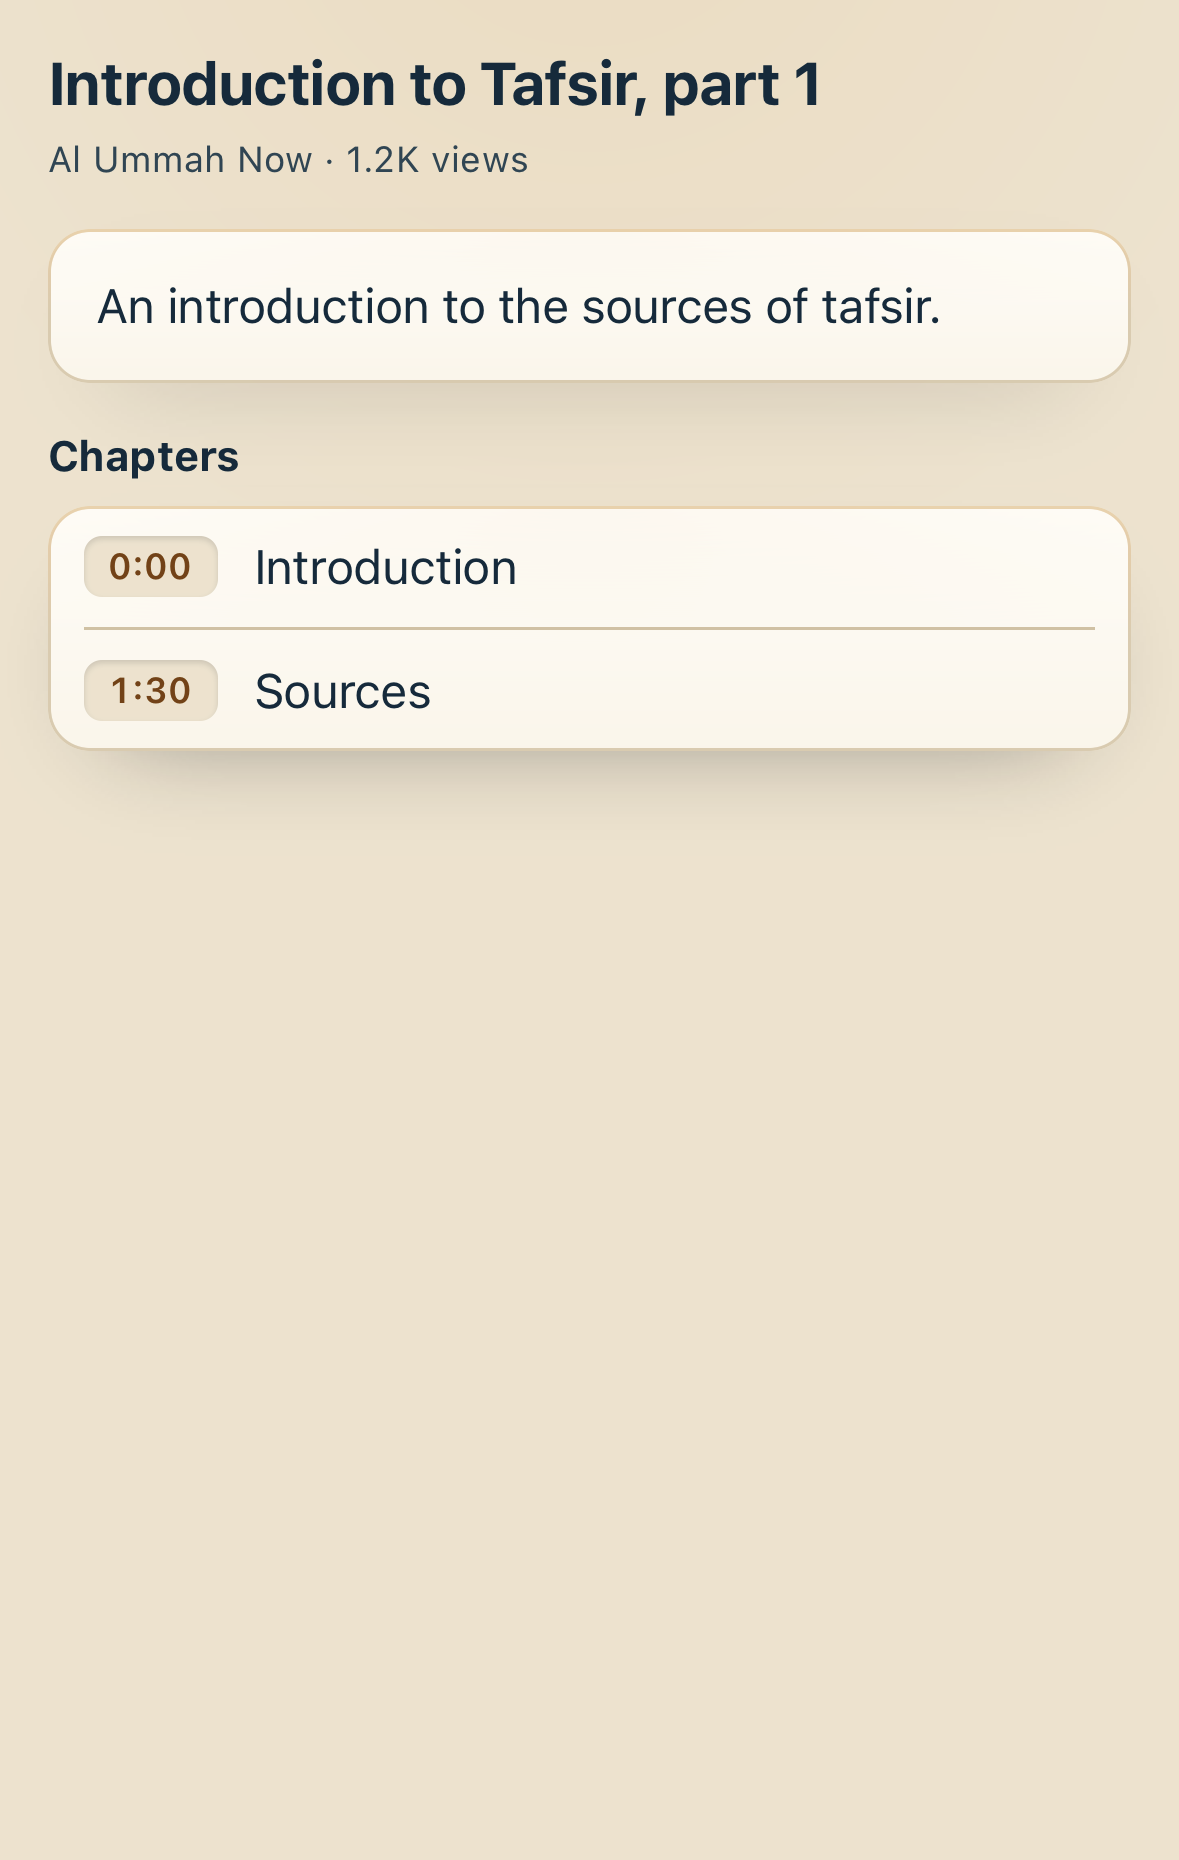 Introduction to Tafsir, part 1
Al Ummah Now · 1.2K views
An introduction to the sources of tafsir.
Chapters
0:00 Introduction
1:30 Sources